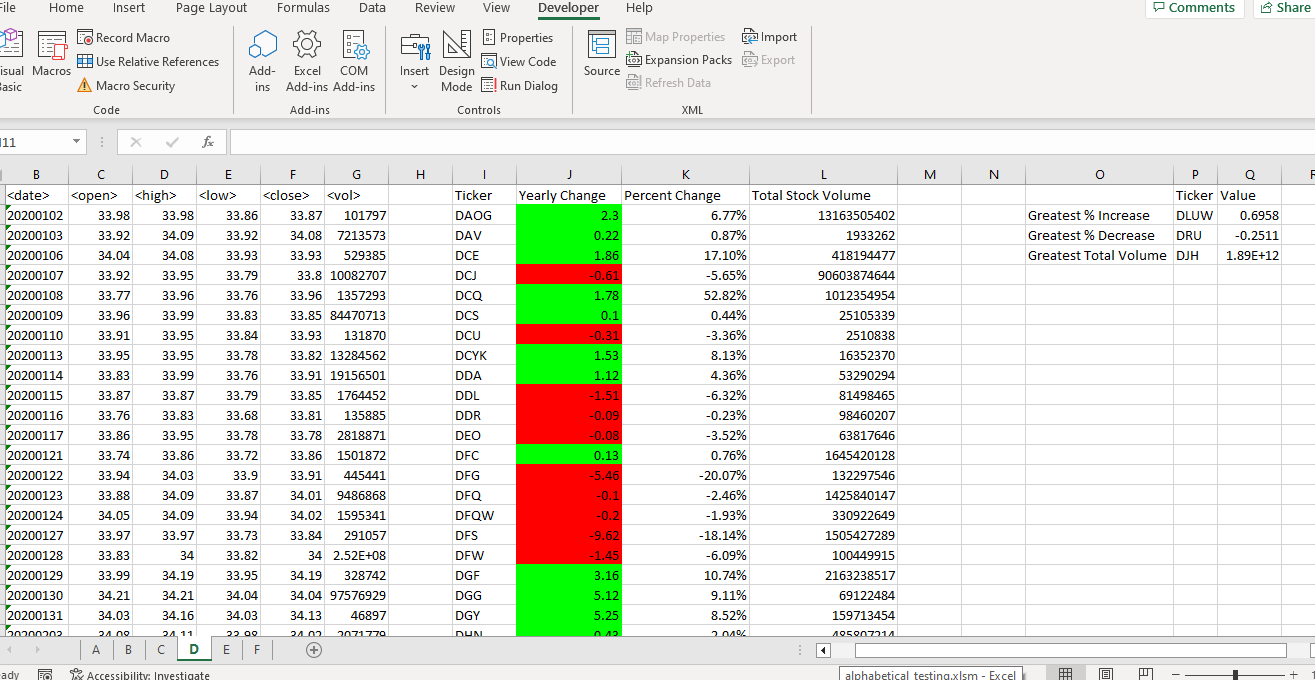 File Home Insert Page Layout Formulas Data Review View Developer Help Comments Share
Record Macro
Use Relative References
Macro Security
Macros
Code
Add-ins
Excel Add-ins
COM Add-ins
Add-ins
Insert
Design Mode
Properties
View Code
Run Dialog
Controls
Source
Map Properties
Expansion Packs
Refresh Data
Import
Export
XML
fx
B C D E F G H I J K L M N O P Q
<date> <open> <high> <low> <close> <vol> Ticker Yearly Change Percent Change Total Stock Volume Ticker Value
20200102 33.98 33.98 33.86 33.87 101797 DAOG 2.3 6.77% 13163505402 Greatest % Increase DLUW 0.6958
20200103 33.92 34.09 33.92 34.08 7213573 DAV 0.22 0.87% 1933262 Greatest % Decrease DRU -0.2511
20200106 34.04 34.08 33.93 33.93 529385 DCE 1.86 17.10% 418194477 Greatest Total Volume DJH 1.89E+12
20200107 33.92 33.95 33.79 33.8 10082707 DCJ -0.61 -5.65% 90603874644
20200108 33.77 33.96 33.76 33.96 1357293 DCQ 1.78 52.82% 1012354954
20200109 33.96 33.99 33.83 33.85 84470713 DCS 0.1 0.44% 25105339
20200110 33.91 33.95 33.84 33.93 131870 DCU -0.31 -3.36% 2510838
20200113 33.95 33.95 33.78 33.82 13284562 DCYK 1.53 8.13% 16352370
20200114 33.83 33.99 33.76 33.91 19156501 DDA 1.12 4.36% 53290294
20200115 33.87 33.87 33.79 33.85 1764452 DDL -1.51 -6.32% 81498465
20200116 33.76 33.83 33.68 33.81 135885 DDR -0.09 -0.23% 98460207
20200117 33.86 33.95 33.78 33.78 2818871 DEO -0.08 -3.52% 63817646
20200121 33.74 33.86 33.72 33.86 1501872 DFC 0.13 0.76% 1645420128
20200122 33.94 34.03 33.9 33.91 445441 DFG -5.46 -20.07% 132297546
20200123 33.88 34.09 33.87 34.01 9486868 DFQ -0.1 -2.46% 1425840147
20200124 34.05 34.09 33.94 34.02 1595341 DFQW -0.2 -1.93% 330922649
20200127 33.97 33.97 33.73 33.84 291057 DFS -9.62 -18.14% 1505427289
20200128 33.83 34 33.82 34 2.52E+08 DFW -1.45 -6.09% 100449915
20200129 33.99 34.19 33.95 34.19 328742 DGF 3.16 10.74% 2163238517
20200130 34.21 34.21 34.04 34.04 97576929 DGG 5.12 9.11% 69122484
20200131 34.03 34.16 34.03 34.13 46897 DGY 5.25 8.52% 159713454
20200203 34.08 34.11 33.98 34.02 2071779 DHN 0.43 2.04% 485807214
A B C D E F
Accessibility: Investigate
alphabetical_testing.xlsm - Excel